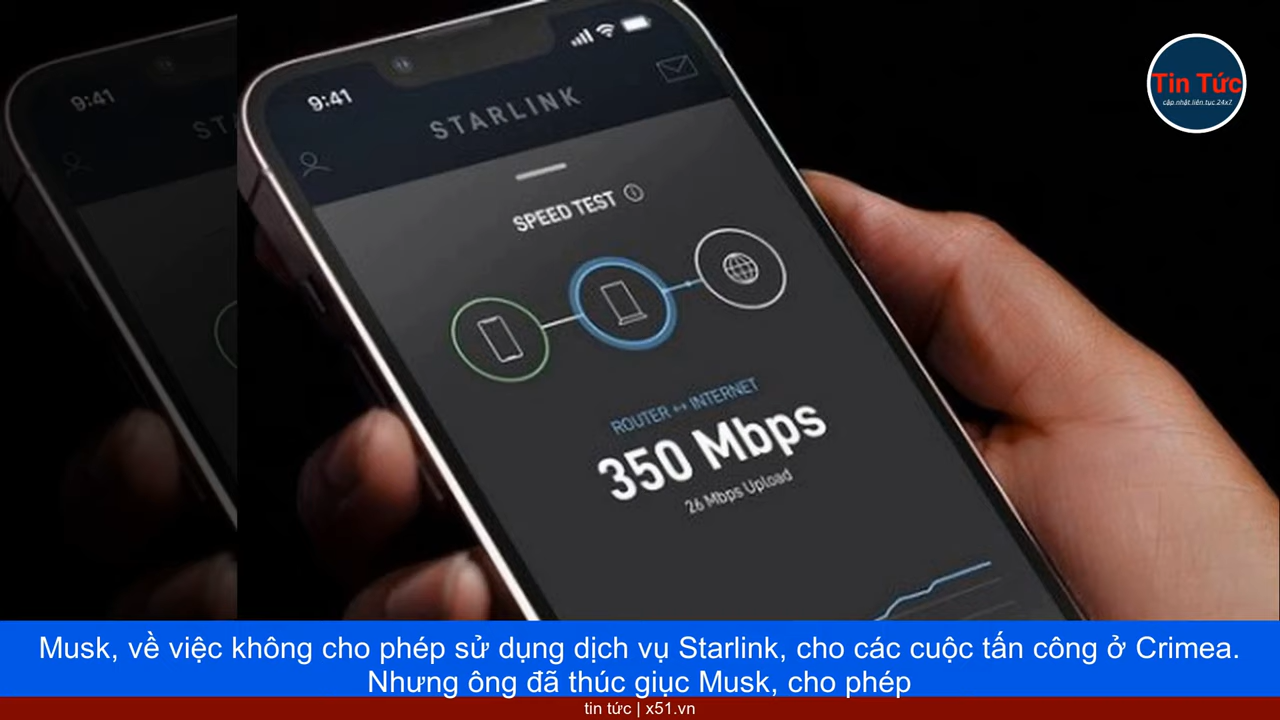 9:41
ST
9:41
STARLINK
SPEED TEST
ROUTER ↔ INTERNET
350 Mbps
26 Mbps Upload
Tin Tức
cập nhật liên tục 24x7
Musk, về việc không cho phép sử dụng dịch vụ Starlink, cho các cuộc tấn công ở Crimea.
Nhưng ông đã thúc giục Musk, cho phép
tin tức | x51.vn